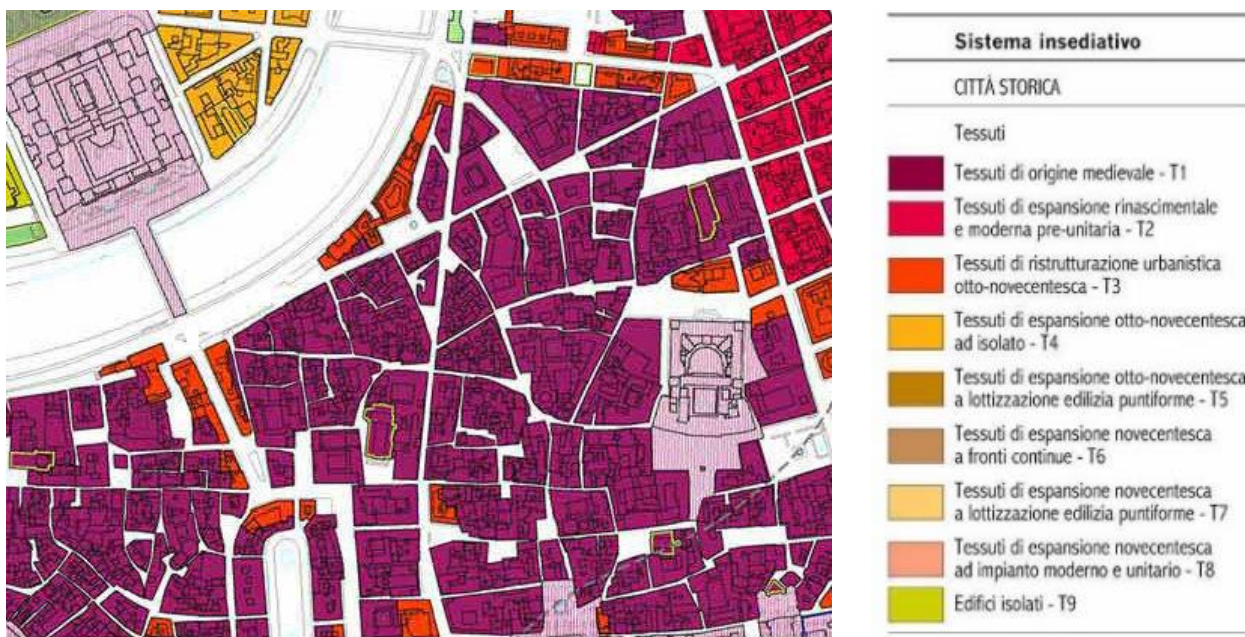 Sistema insediativo
CITTÀ STORICA
Tessuti
Tessuti di origine medievale - T1
Tessuti di espansione rinascimentale
e moderna pre-unitaria - T2
Tessuti di ristrutturazione urbanistica
otto-novecentesca - T3
Tessuti di espansione otto-novecentesca
ad isolato - T4
Tessuti di espansione otto-novecentesca
a lottizzazione edilizia puntiforme - T5
Tessuti di espansione novecentesca
a fronti continue - T6
Tessuti di espansione novecentesca
a lottizzazione edilizia puntiforme - T7
Tessuti di espansione novecentesca
ad impianto moderno e unitario - T8
Edifici isolati - T9